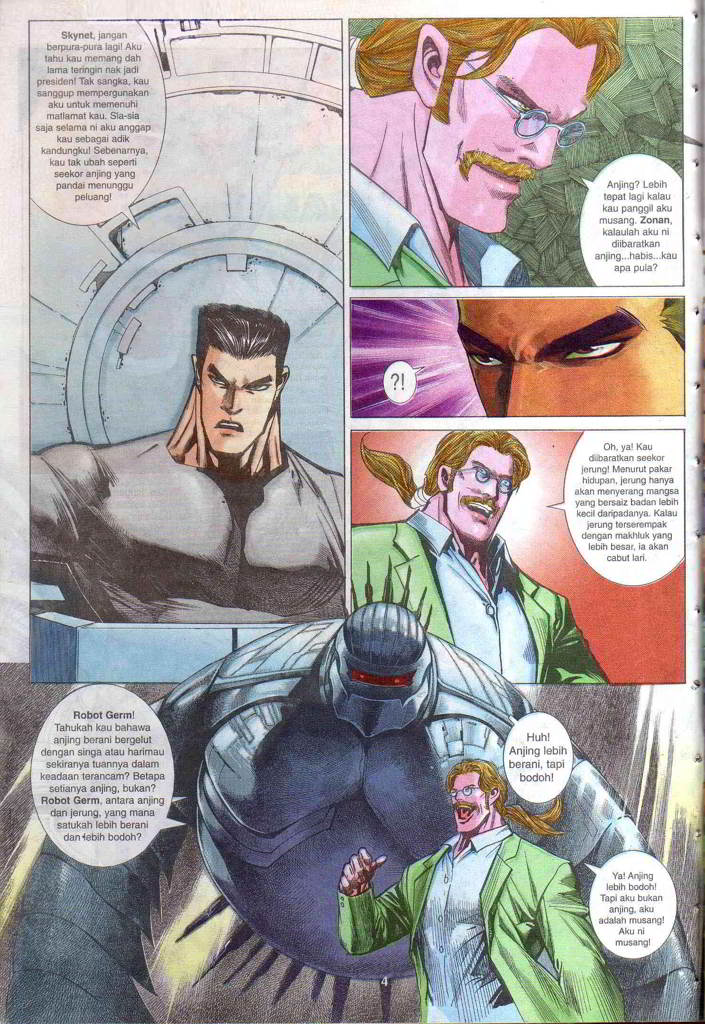 Skynet, jangan
berpura-pura lagi! Aku
tahu kau memang dah
lama teringin nak jadi
presiden! Tak sangka, kau
sanggup mempergunakan
aku untuk memenuhi
matlamat kau. Sia-sia
saja selama ni aku anggap
kau sebagai adik
kandungku! Sebenarnya,
kau tak ubah seperti
seekor anjing yang
pandai menunggu
peluang!
Anjing? Lebih
tepat lagi kalau
kau panggil aku
musang. Zonan,
kalaulah aku ni
diibaratkan
anjing...habis...kau
apa pula?
?!
Oh, ya! Kau
diibaratkan seekor
jerung! Menurut pakar
hidupan, jerung hanya
akan menyerang mangsa
yang bersaiz badan lebih
kecil daripadanya. Kalau
jerung terserempak
dengan makhluk yang
lebih besar, ia akan
cabut lari.
Robot Germ!
Tahukah kau bahawa
anjing berani bergelut
dengan singa atau harimau
sekiranya tuannya dalam
keadaan terancam? Betapa
setianya anjing, bukan?
Robot Germ, antara anjing
dan jerung, yang mana
satukah lebih berani
dan lebih bodoh?
Huh!
Anjing lebih
berani, tapi
bodoh!
Ya! Anjing
lebih bodoh!
Tapi aku bukan
anjing, aku
adalah musang!
Aku ni
musang!
4